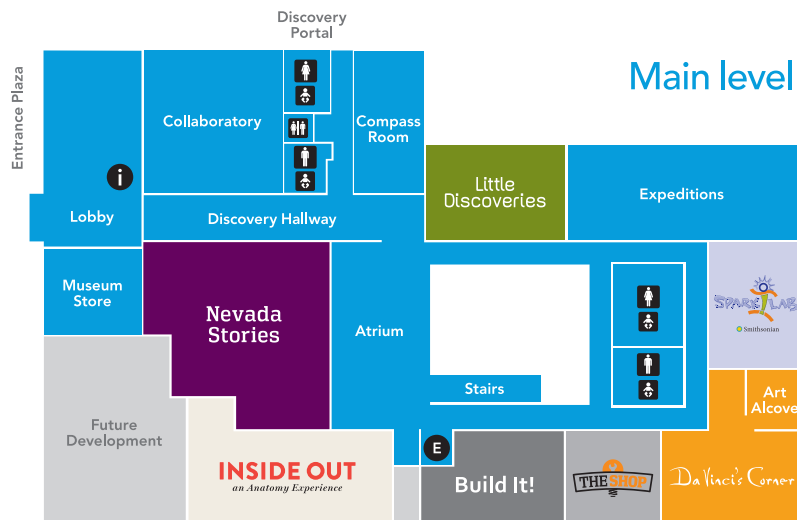 Discovery
Portal
Main level
Entrance Plaza
Collaboratory
Compass
Room
i
Little
Discoveries
Expeditions
Lobby
Discovery Hallway
Museum
Store
Nevada
Stories
Atrium
SPARK!LAB
Smithsonian
Stairs
Art
Alcove
Future
Development
E
INSIDE OUT
an Anatomy Experience
Build It!
THE SHOP
Da Vinci's Corner